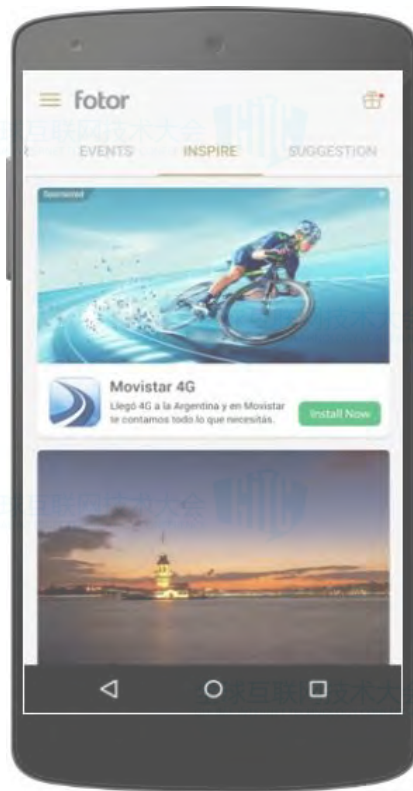 fotor
EVENTS INSPIRE SUGGESTION
Sponsored
Movistar 4G
Llegó 4G a la Argentina y en Movistar
te contamos todo lo que necesitás.
Install Now